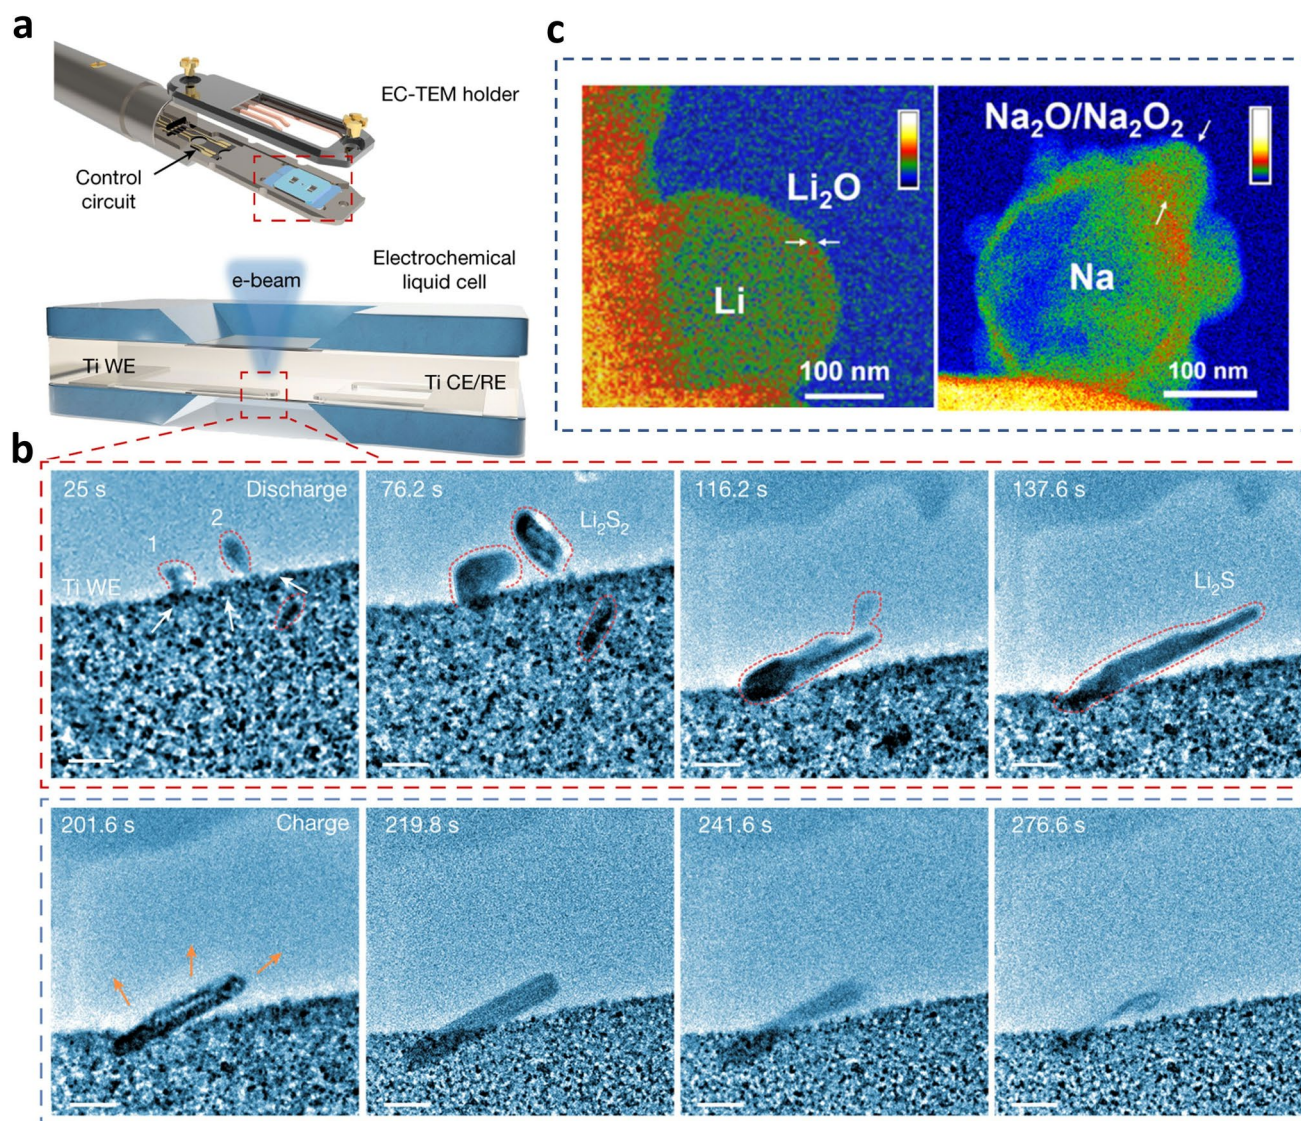 a
EC-TEM holder
Control
circuit
e-beam
Electrochemical
liquid cell
Ti WE
Ti CE/RE
c
Li₂O
Li
100 nm
Na₂O/Na₂O₂
Na
100 nm
b
25 s
Discharge
1
2
Ti WE
76.2 s
Li₂S₂
116.2 s
137.6 s
Li₂S
201.6 s
Charge
219.8 s
241.6 s
276.6 s